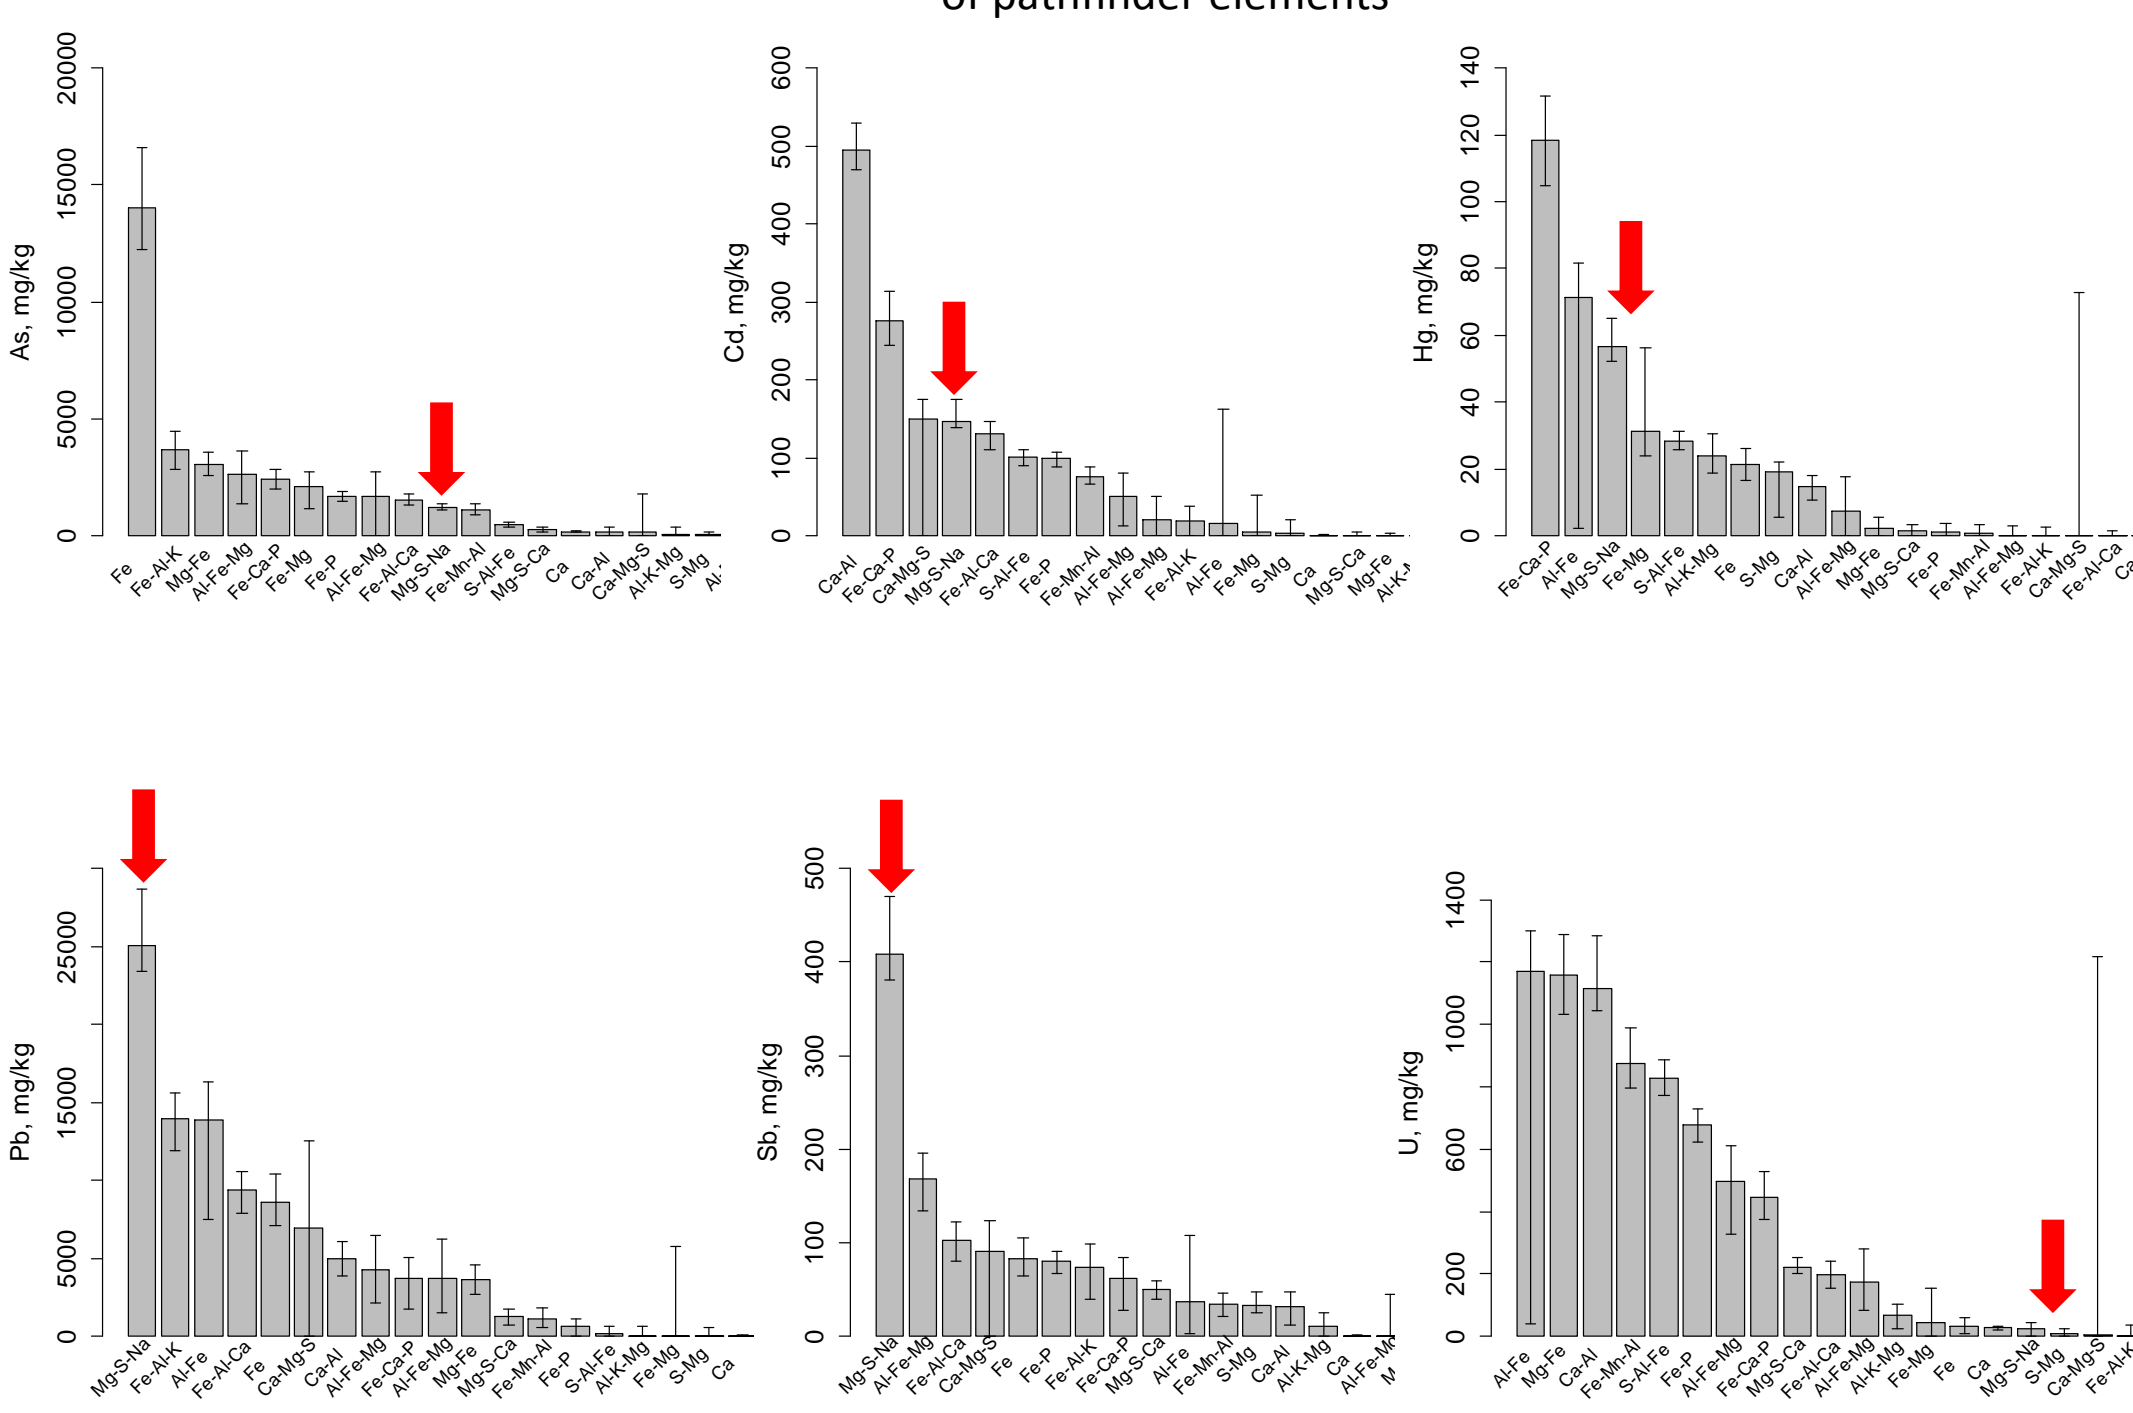 of pathfinder elements
As, mg/kg
0 5000 10000 15000 20000
Fe Fe-Al-K Mg-Fe Al-Fe-Mg Fe-Ca-P Fe-Mg Fe-P Al-Fe-Mg Fe-Al-Ca Mg-S-Na Fe-Mn-Al S-Al-Fe Mg-S-Ca Ca Ca-Al Ca-Mg-S Al-K-Mg S-Mg Al-
Cd, mg/kg
0 100 200 300 400 500 600
Ca-Al Fe-Ca-P Ca-Mg-S Mg-S-Na Fe-Al-Ca S-Al-Fe Fe-P Fe-Mn-Al Al-Fe-Mg Al-Fe-Mg Fe-Al-K Al-Fe Fe-Mg S-Mg Ca Mg-S-Ca Mg-Fe Al-K-M
Hg, mg/kg
0 20 40 60 80 100 120 140
Fe-Ca-P Al-Fe Mg-S-Na Fe-Mg S-Al-Fe Al-K-Mg Fe S-Mg Ca-Al Al-Fe-Mg Mg-Fe Mg-S-Ca Fe-P Fe-Mn-Al Al-Fe-Mg Fe-Al-K Ca-Mg-S Fe-Al-Ca Ca
Pb, mg/kg
0 5000 15000 25000
Mg-S-Na Fe-Al-K Al-Fe Fe-Al-Ca Fe Ca-Mg-S Ca-Al Al-Fe-Mg Fe-Ca-P Al-Fe-Mg Mg-Fe Mg-S-Ca Fe-Mn-Al Fe-P S-Al-Fe Al-K-Mg Fe-Mg S-Mg Ca
Sb, mg/kg
0 100 200 300 400 500
Mg-S-Na Al-Fe-Mg Fe-Al-Ca Ca-Mg-S Fe Fe-P Fe-Al-K Fe-Ca-P Mg-S-Ca Al-Fe Fe-Mn-Al S-Mg Ca-Al Al-K-Mg Ca Al-Fe-Mg M
U, mg/kg
0 200 600 1000 1400
Al-Fe Mg-Fe Ca-Al Fe-Mn-Al S-Al-Fe Fe-P Al-Fe-Mg Fe-Ca-P Mg-S-Ca Fe-Al-Ca Al-Fe-Mg Al-K-Mg Fe-Mg Fe Ca Mg-S-Na S-Mg Ca-Mg-S Fe-Al-K